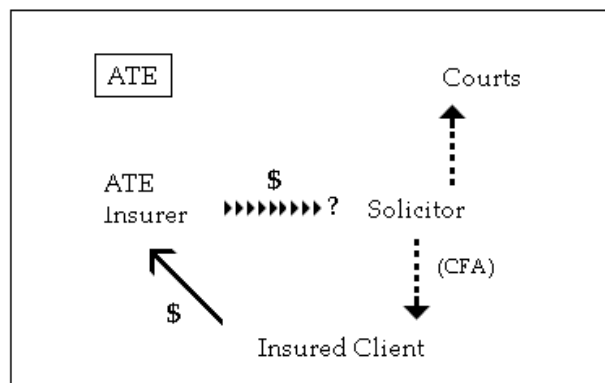 ATE
Courts
$
ATE
Insurer
?
Solicitor
(CFA)
$
Insured Client